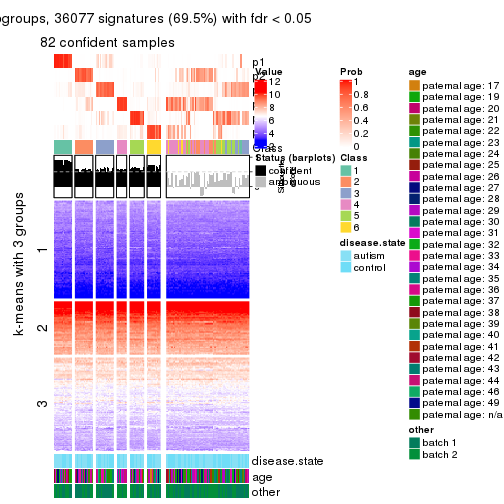 groups, 36077 signatures (69.5%) with fdr < 0.05
82 confident samples
p1
Value
12
10
8
6
Class
Status (barplots)
confident
ambiguous
Prob
1
0.8
0.6
0.4
0.2
0
Class
1
2
3
4
5
6
disease.state
autism
control
age
paternal age: 17
paternal age: 19
paternal age: 20
paternal age: 21
paternal age: 22
paternal age: 23
paternal age: 24
paternal age: 25
paternal age: 26
paternal age: 27
paternal age: 28
paternal age: 29
paternal age: 30
paternal age: 31
paternal age: 32
paternal age: 33
paternal age: 34
paternal age: 35
paternal age: 36
paternal age: 37
paternal age: 38
paternal age: 39
paternal age: 40
paternal age: 41
paternal age: 42
paternal age: 43
paternal age: 44
paternal age: 46
paternal age: 49
paternal age: n/a
other
batch 1
batch 2
k-means with 3 groups
1
2
3
disease.state
age
other